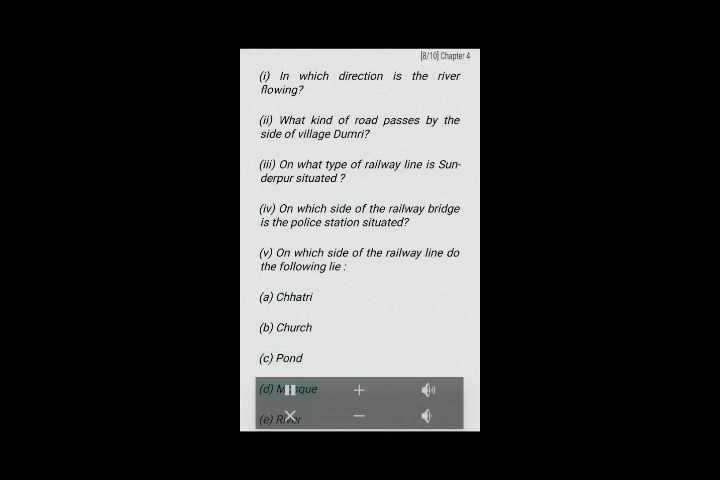 [8/10] Chapter 4
(i) In which direction is the river
flowing?
(ii) What kind of road passes by the
side of village Dumri?
(iii) On what type of railway line is Sun-
derpur situated ?
(iv) On which side of the railway bridge
is the police station situated?
(v) On which side of the railway line do
the following lie :
(a) Chhatri
(b) Church
(c) Pond
(d) Mosque
(e) River